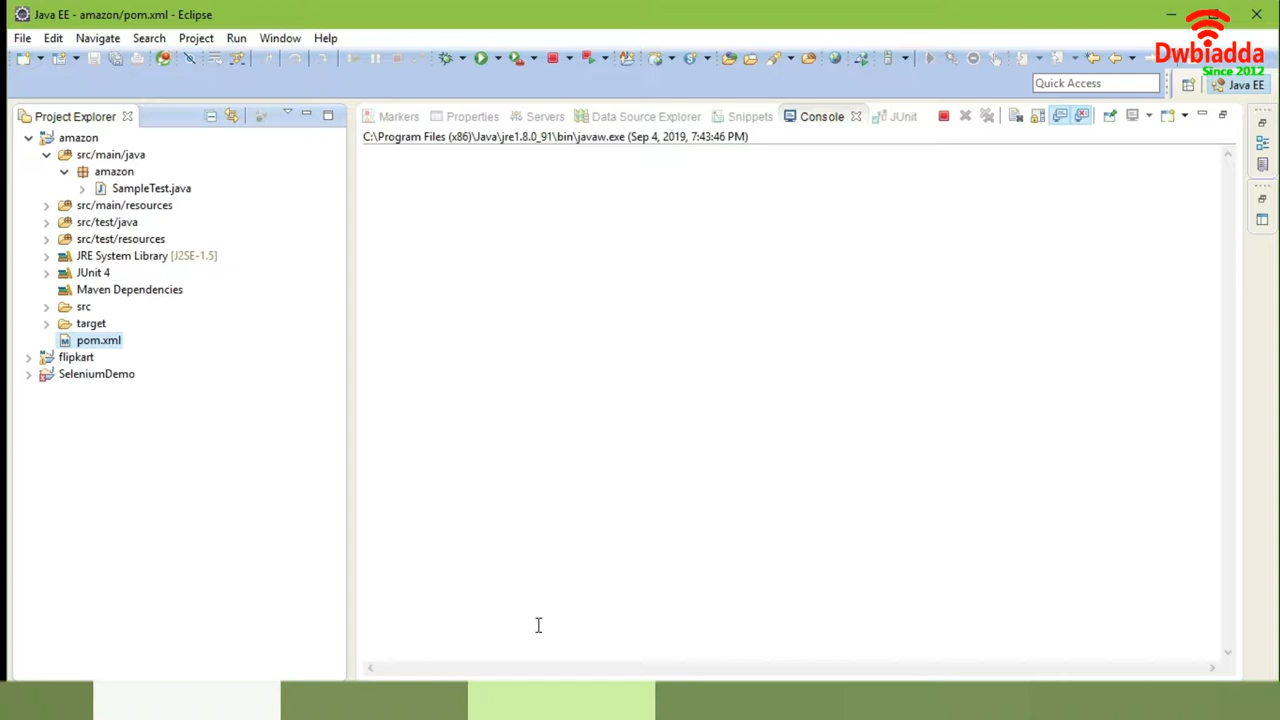 Java EE - amazon/pom.xml - Eclipse
File Edit Navigate Search Project Run Window Help
Dwbiadda
Since 2012
Quick Access
Java EE
Project Explorer
Markers Properties Servers Data Source Explorer Snippets Console JUnit
C:\Program Files (x86)\Java\jre1.8.0_91\bin\javaw.exe (Sep 4, 2019, 7:43:46 PM)
amazon
src/main/java
amazon
SampleTest.java
src/main/resources
src/test/java
src/test/resources
JRE System Library [J2SE-1.5]
JUnit 4
Maven Dependencies
src
target
pom.xml
flipkart
SeleniumDemo